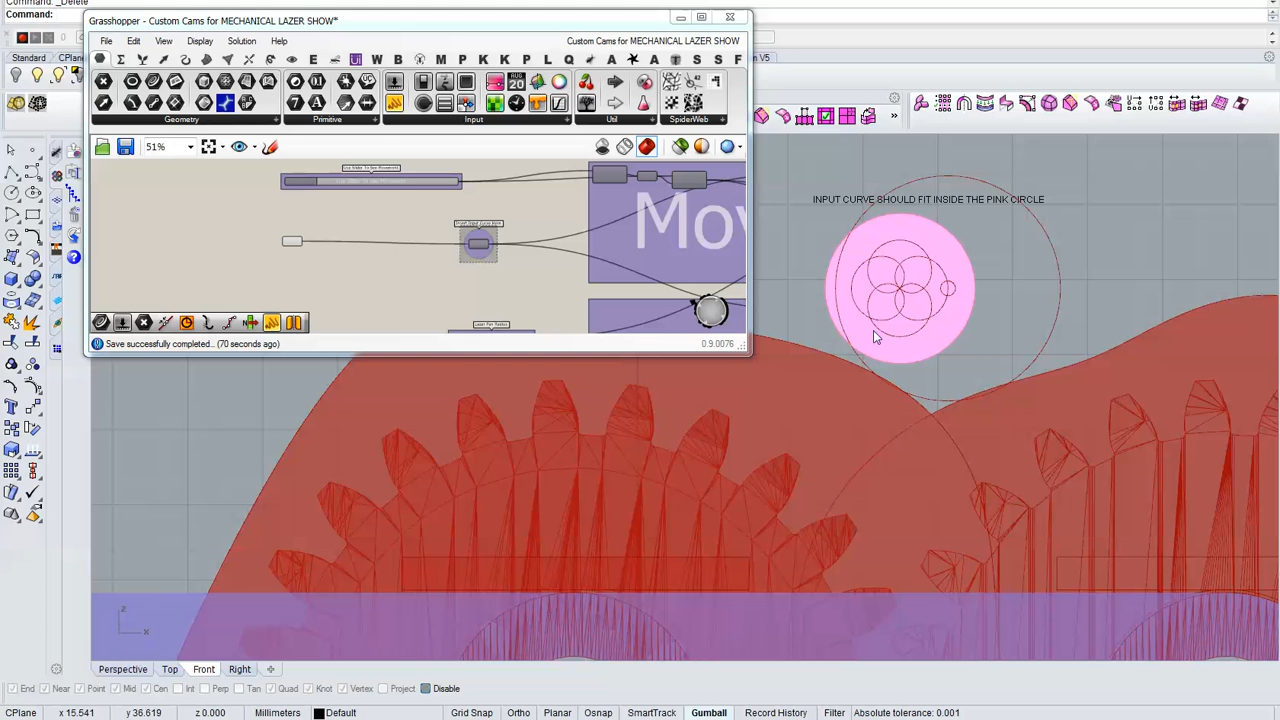 _Delete
Command:
Standard
CPlane
Grasshopper - Custom Cams for MECHANICAL LAZER SHOW*
File Edit View Display Solution Help
Custom Cams for MECHANICAL LAZER SHOW
Geometry
Primitive
Input
Util
SpiderWeb
51%
Mov
Save successfully completed... (70 seconds ago)
0.9.0076
V5
INPUT CURVE SHOULD FIT INSIDE THE PINK CIRCLE
z
x
Perspective Top Front Right
End Near Point Mid Cen Int Perp Tan Quad Knot Vertex Project Disable
CPlane x 15.541 y 36.619 z 0.000 Millimeters Default Grid Snap Ortho Planar Osnap SmartTrack Gumball Record History Filter Absolute tolerance: 0.001